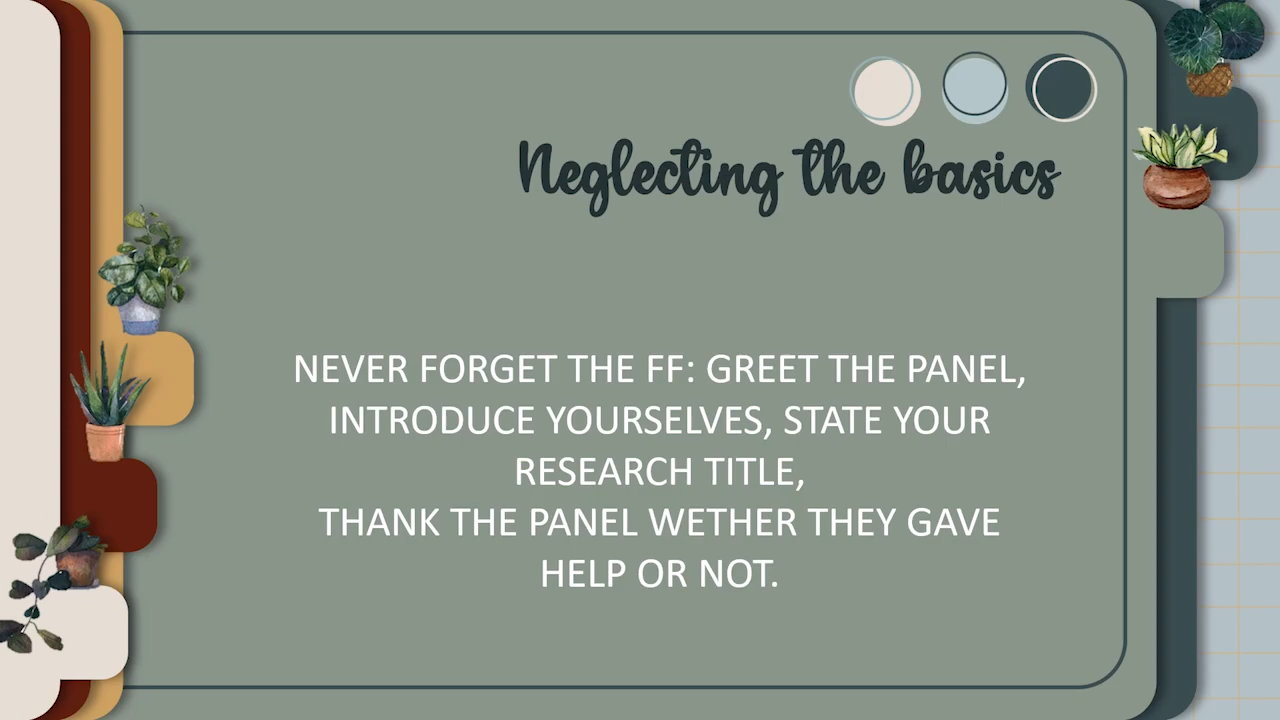 Neglecting the basics
NEVER FORGET THE FF: GREET THE PANEL,
INTRODUCE YOURSELVES, STATE YOUR
RESEARCH TITLE,
THANK THE PANEL WETHER THEY GAVE
HELP OR NOT.